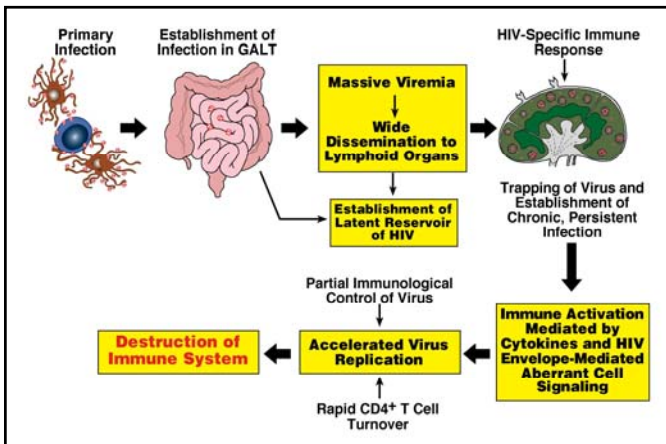 Primary
Infection
Establishment of
Infection in GALT
Massive Viremia
Wide
Dissemination to
Lymphoid Organs
Establishment of
Latent Reservoir
of HIV
HIV-Specific Immune
Response
Trapping of Virus and
Establishment of
Chronic, Persistent
Infection
Immune Activation
Mediated by
Cytokines and HIV
Envelope-Mediated
Aberrant Cell
Signaling
Partial Immunological
Control of Virus
Accelerated Virus
Replication
Rapid CD4+ T Cell
Turnover
Destruction of
Immune System